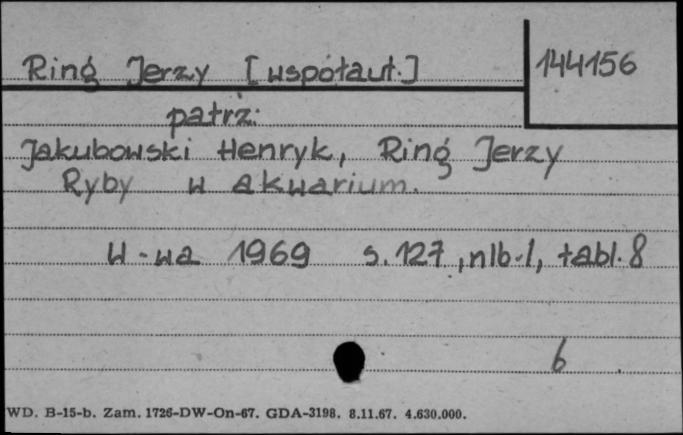 Ring Jerzy [współaut.]
144156
patrz:
Jakubowski Henryk, Ring Jerzy
Ryby w akwarium.
W-wa 1969 s. 127, nlb. 1, tabl. 8
6
WD. B-15-b. Zam. 1726-DW-On-67. GDA-3198. 8.11.67. 4.630.000.